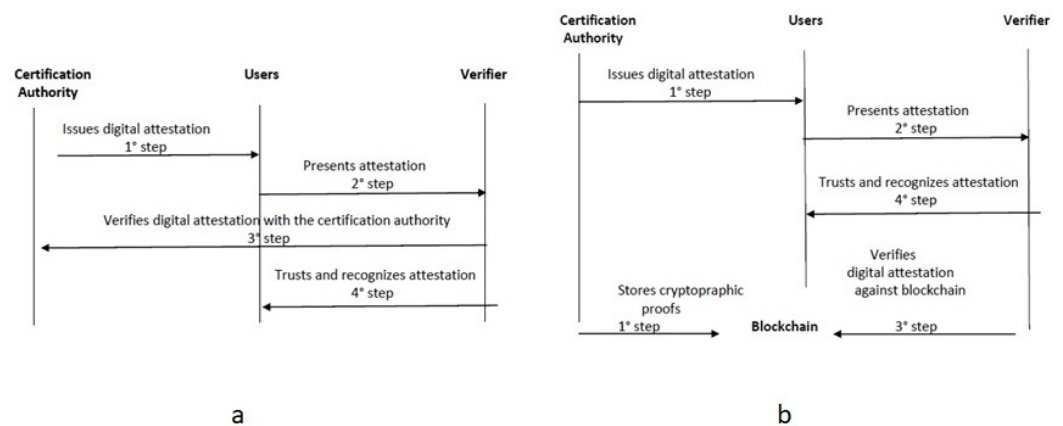 Certification
Authority
Users
Verifier
Issues digital attestation
1° step
Presents attestation
2° step
Verifies digital attestation with the certification authority
3° step
Trusts and recognizes attestation
4° step
a
Certification
Authority
Users
Verifier
Issues digital attestation
1° step
Presents attestation
2° step
Trusts and recognizes attestation
4° step
Verifies
digital attestation
against blockchain
Stores cryptopraphic
proofs
1° step
Blockchain
3° step
b